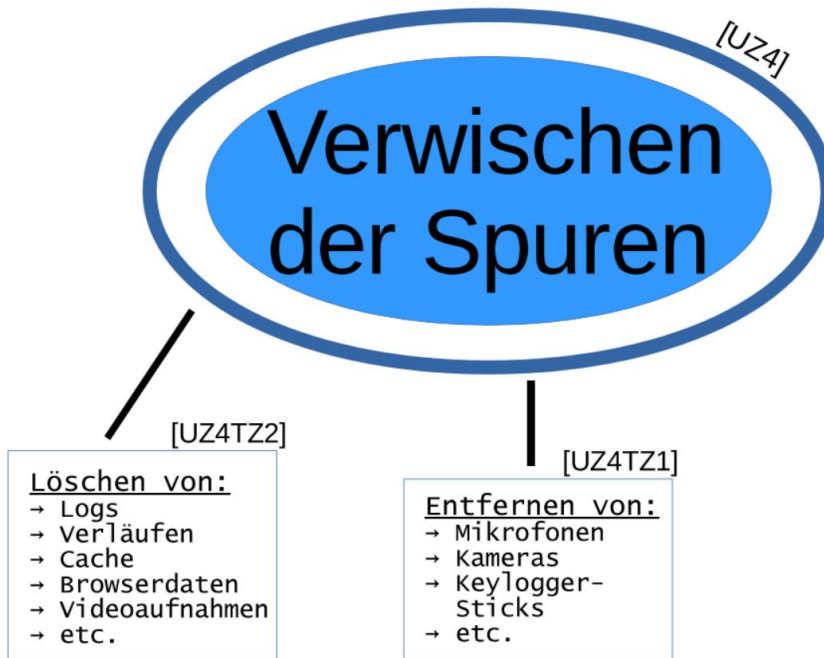 [UZ4]
Verwischen
der Spuren
[UZ4TZ2]
Löschen von:
→ Logs
→ Verläufen
→ Cache
→ Browserdaten
→ Videoaufnahmen
→ etc.
[UZ4TZ1]
Entfernen von:
→ Mikrofonen
→ Kameras
→ Keylogger-
Sticks
→ etc.